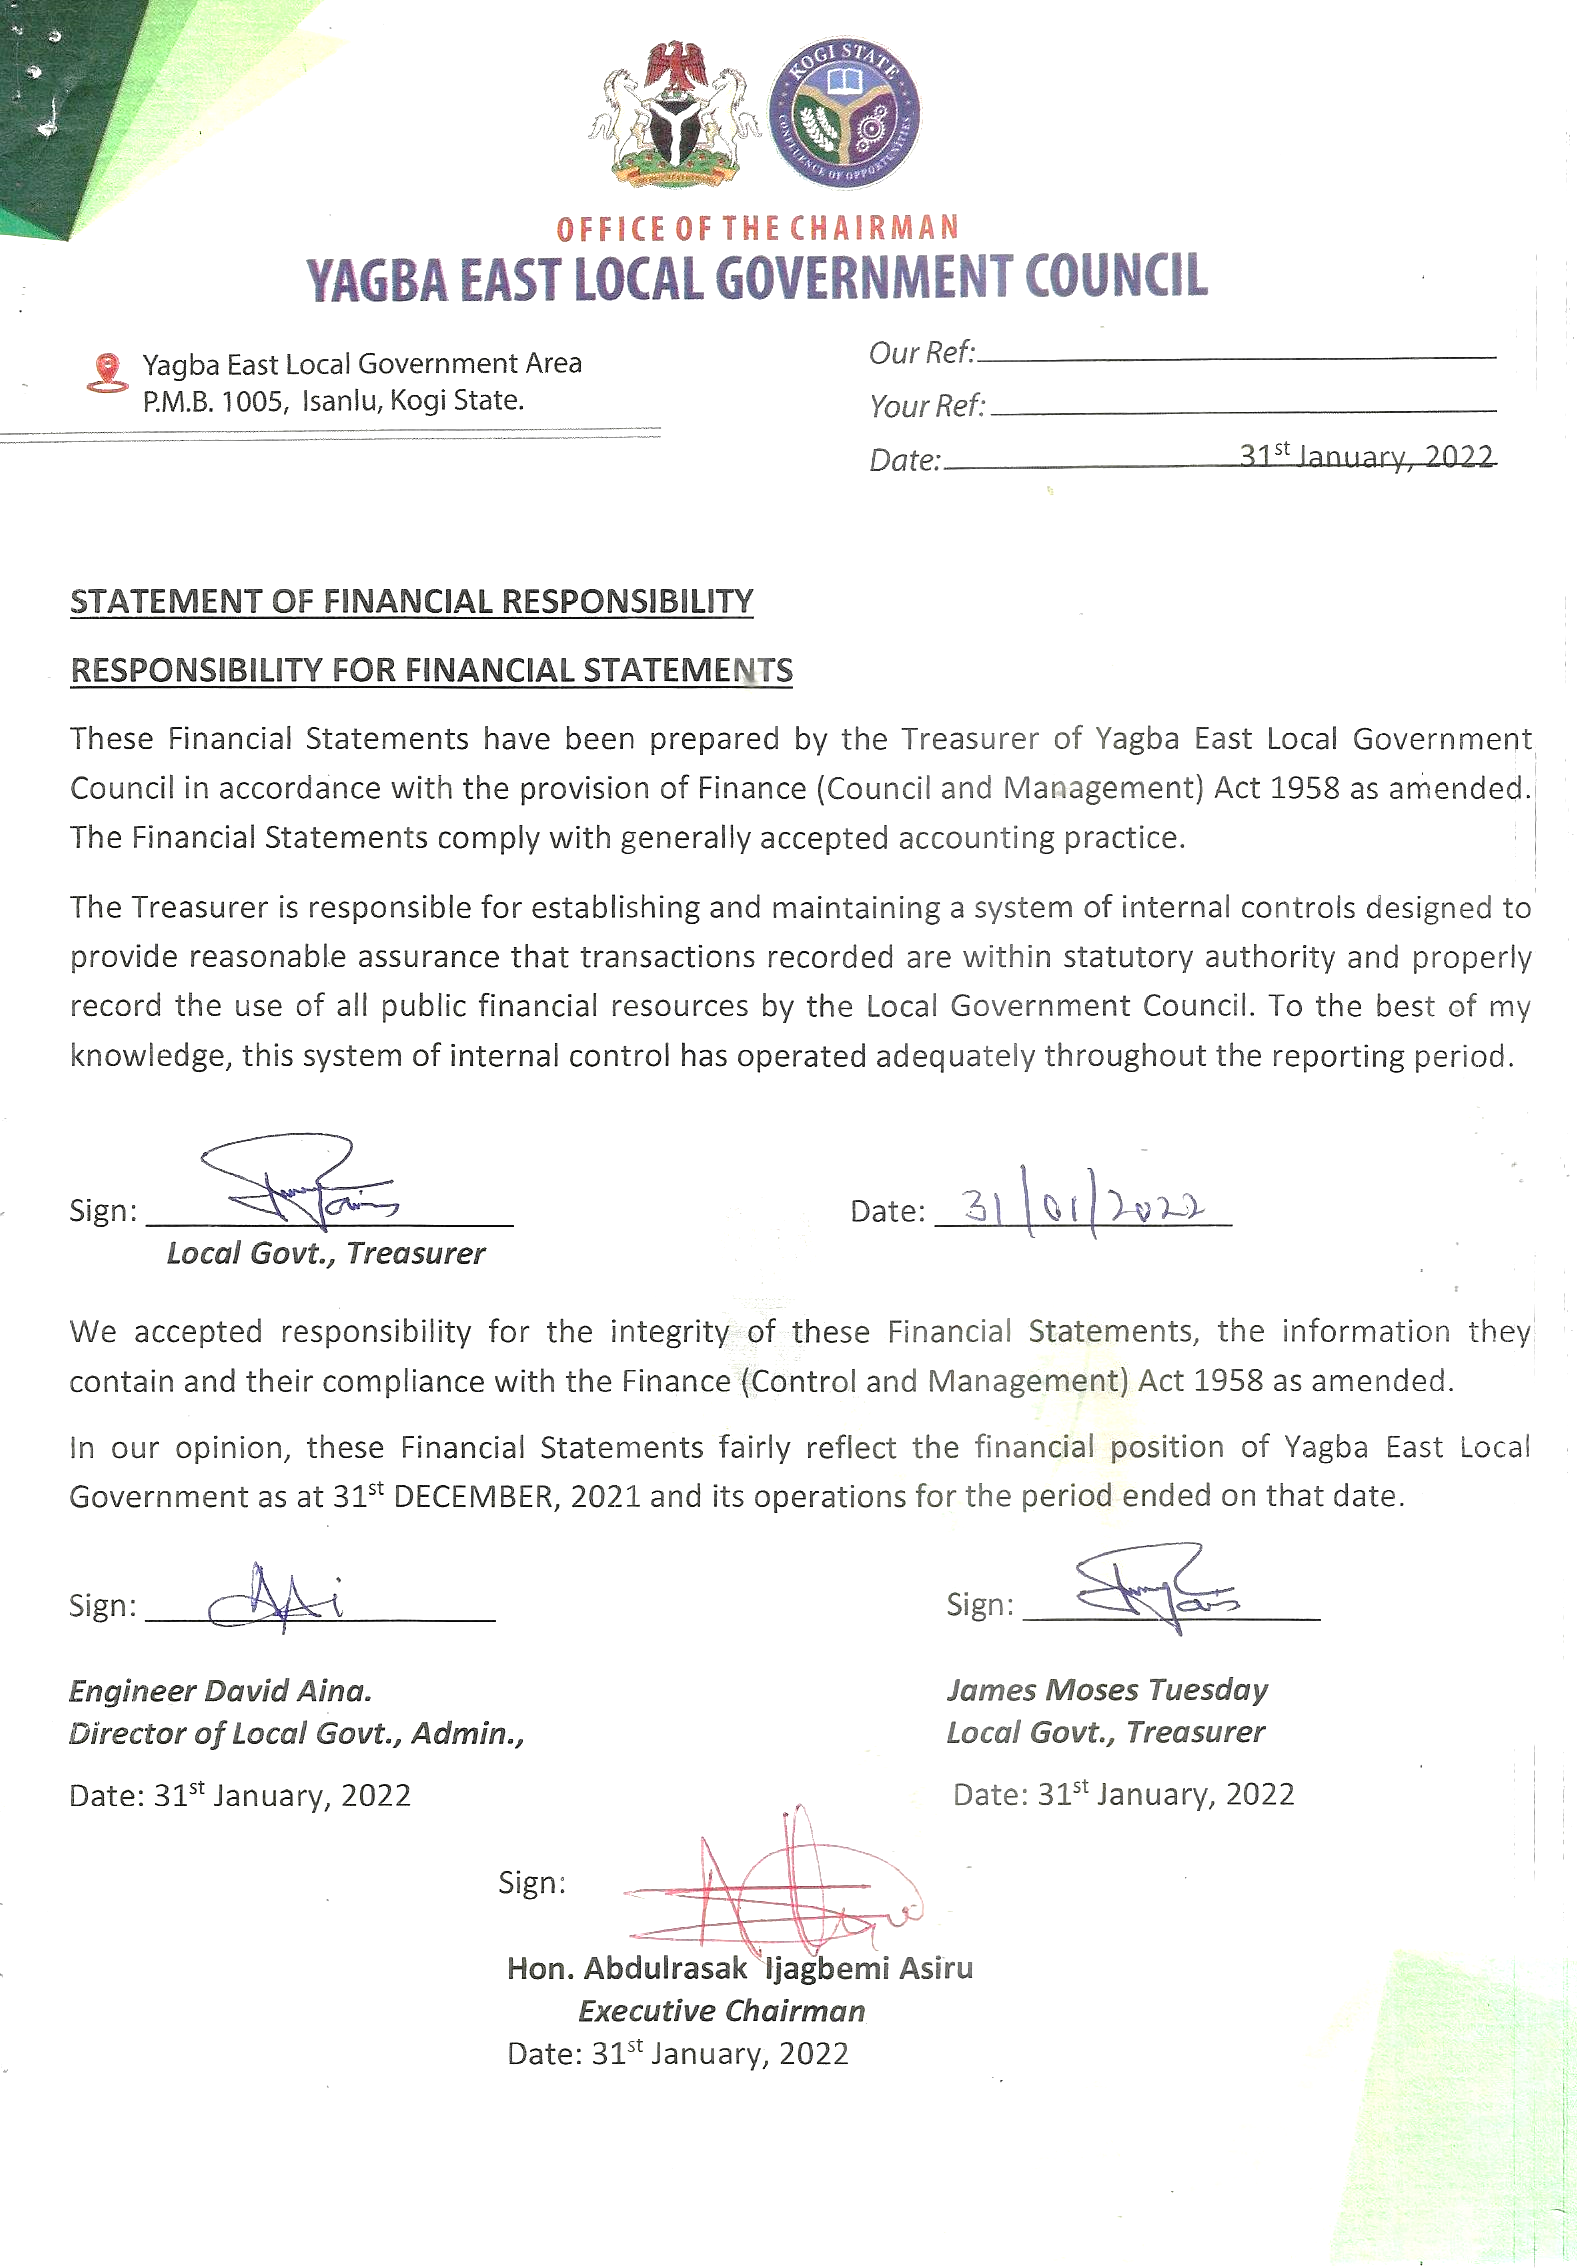 KOGI STATE
CONFLUENCE OF OPPORTUNITIES
OFFICE OF THE CHAIRMAN
YAGBA EAST LOCAL GOVERNMENT COUNCIL
Yagba East Local Government Area
P.M.B. 1005, Isanlu, Kogi State.
Our Ref:
Your Ref:
Date: 31st January, 2022
STATEMENT OF FINANCIAL RESPONSIBILITY
RESPONSIBILITY FOR FINANCIAL STATEMENTS
These Financial Statements have been prepared by the Treasurer of Yagba East Local Government
Council in accordance with the provision of Finance (Council and Management) Act 1958 as amended.
The Financial Statements comply with generally accepted accounting practice.
The Treasurer is responsible for establishing and maintaining a system of internal controls designed to
provide reasonable assurance that transactions recorded are within statutory authority and properly
record the use of all public financial resources by the Local Government Council. To the best of my
knowledge, this system of internal control has operated adequately throughout the reporting period.
Sign: Date: 31/01/2022
Local Govt., Treasurer
We accepted responsibility for the integrity of these Financial Statements, the information they
contain and their compliance with the Finance (Control and Management) Act 1958 as amended.
In our opinion, these Financial Statements fairly reflect the financial position of Yagba East Local
Government as at 31st DECEMBER, 2021 and its operations for the period ended on that date.
Sign: Sign:
Engineer David Aina. James Moses Tuesday
Director of Local Govt., Admin., Local Govt., Treasurer
Date: 31st January, 2022 Date: 31st January, 2022
Sign:
Hon. Abdulrasak Ijagbemi Asiru
Executive Chairman
Date: 31st January, 2022